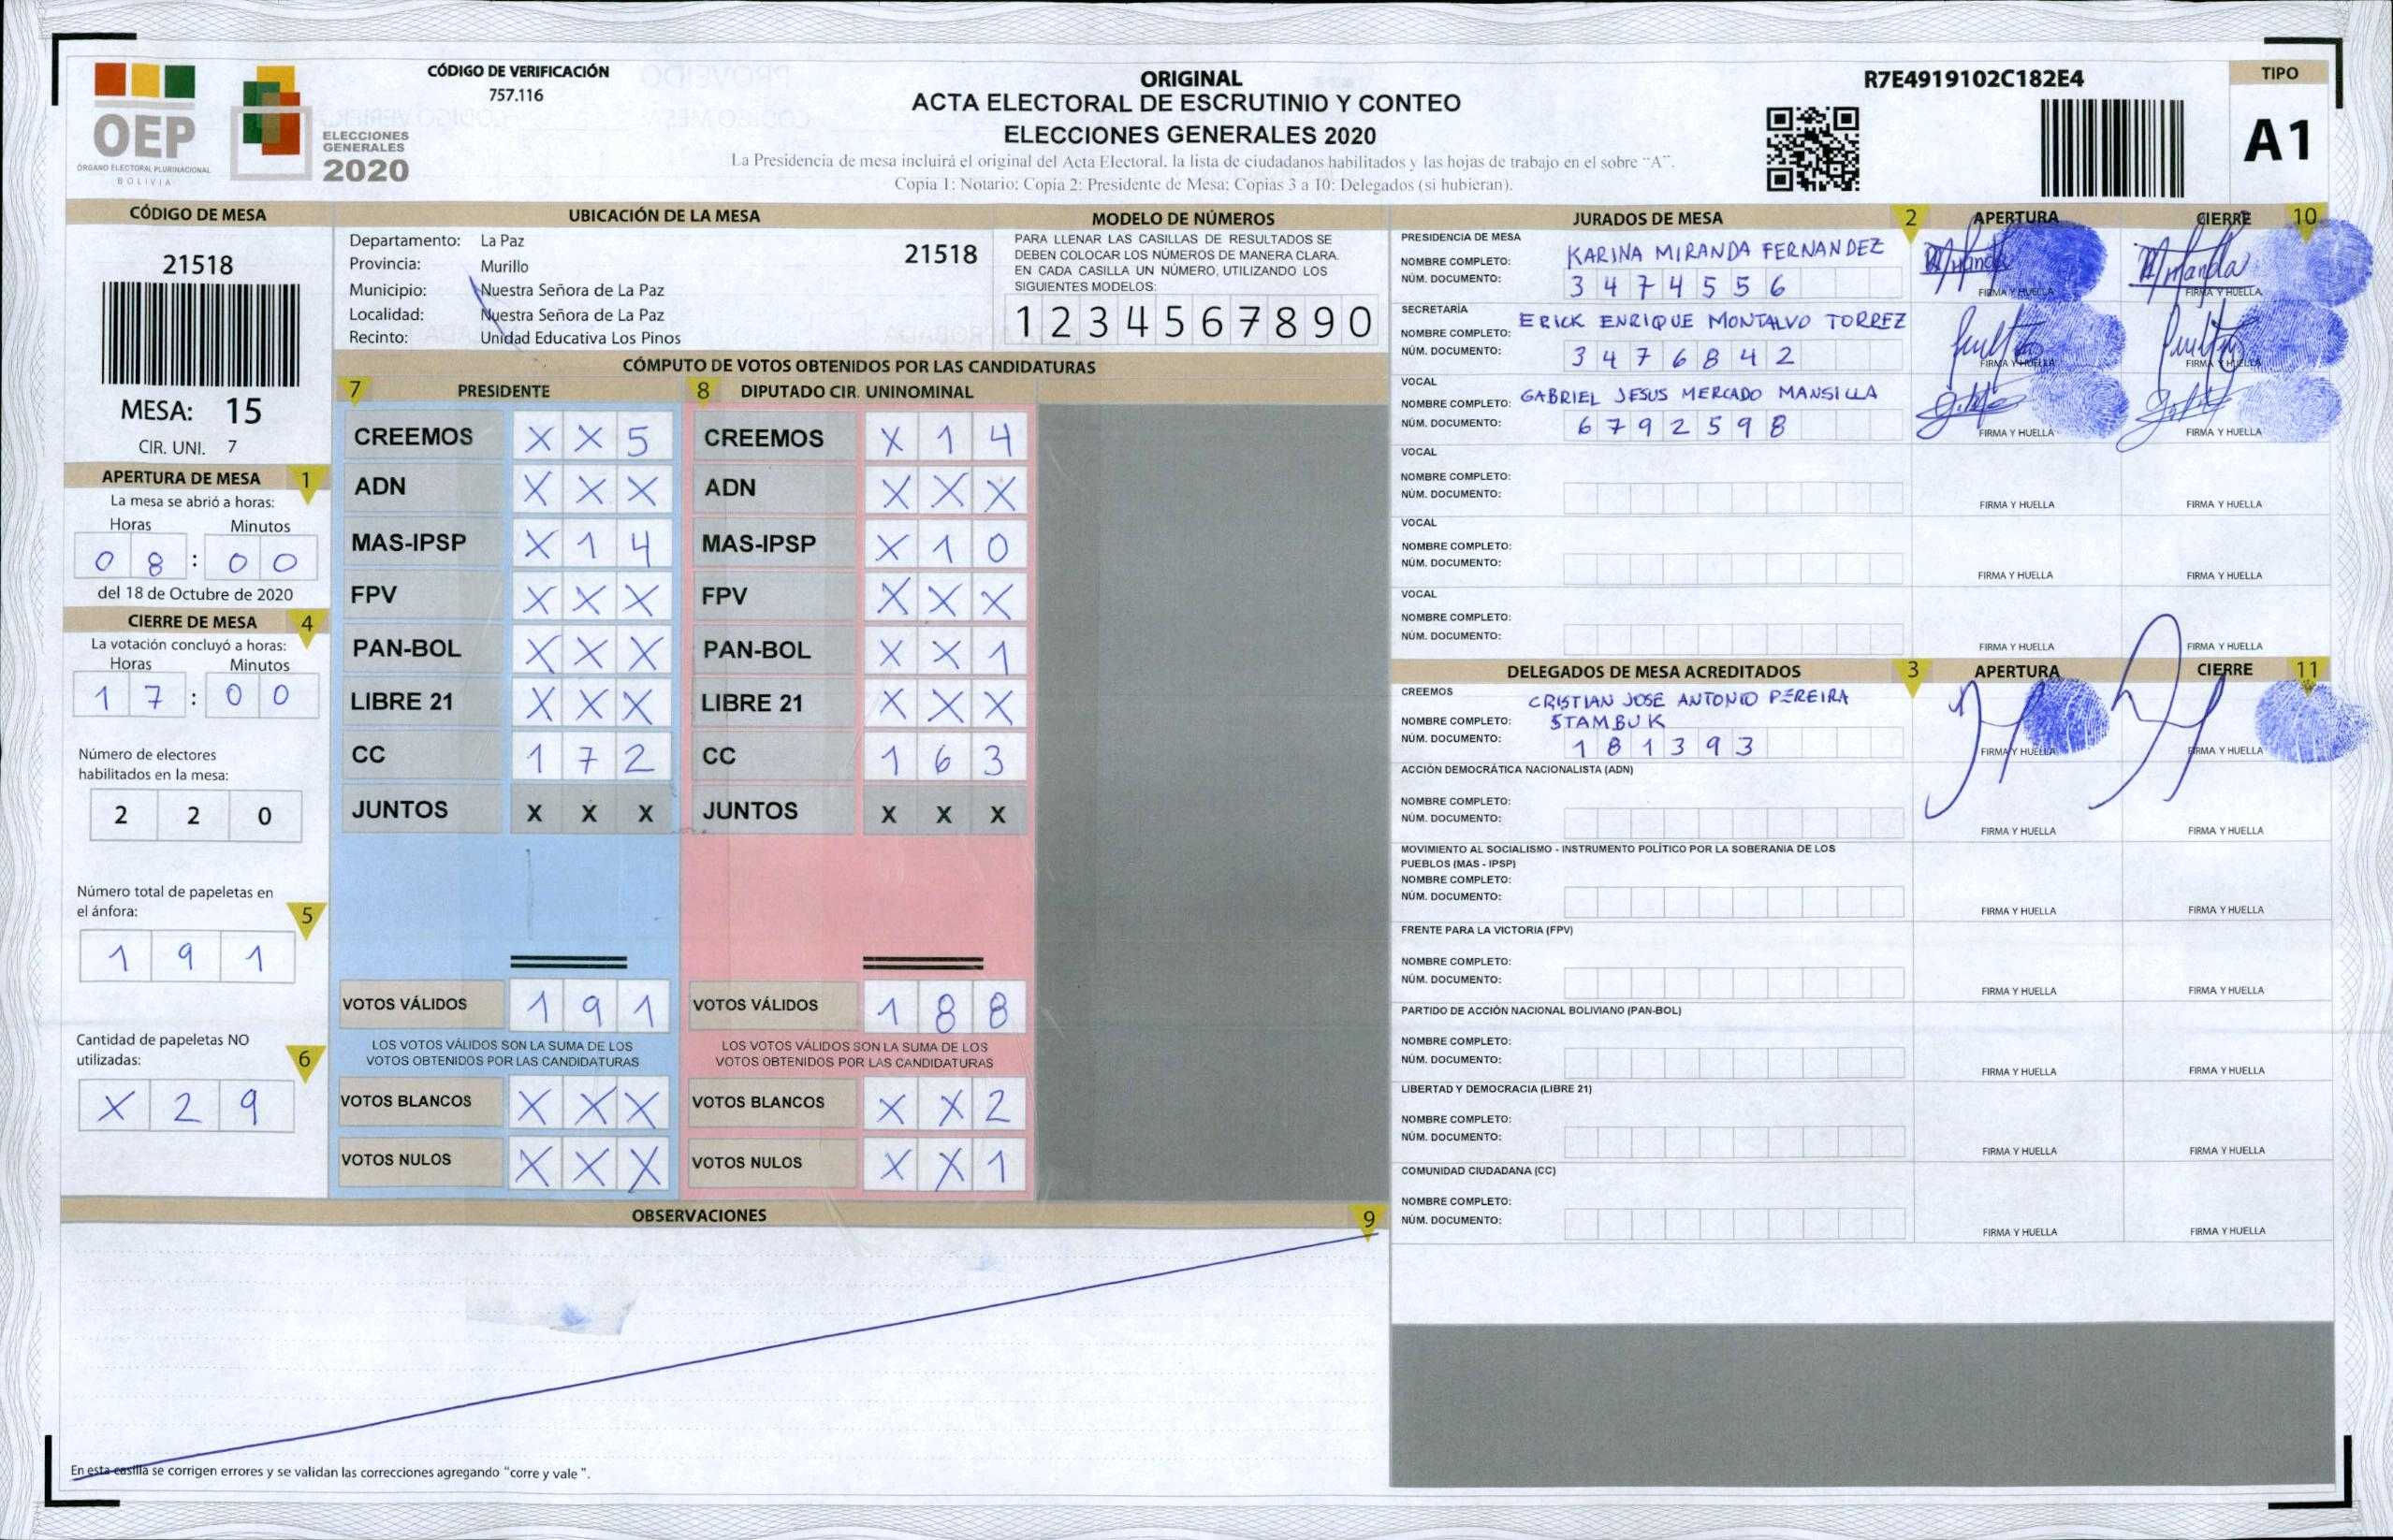 OEP
ÓRGANO ELECTORAL PLURINACIONAL
BOLIVIA
ELECCIONES
GENERALES
2020
CÓDIGO DE VERIFICACIÓN
757.116
ORIGINAL
ACTA ELECTORAL DE ESCRUTINIO Y CONTEO
ELECCIONES GENERALES 2020
La Presidencia de mesa incluirá el original del Acta Electoral, la lista de ciudadanos habilitados y las hojas de trabajo en el sobre "A".
Copia 1: Notario; Copia 2: Presidente de Mesa; Copias 3 a 10: Delegados (si hubieran).
R7E4919102C182E4
TIPO
A1
CÓDIGO DE MESA
21518
MESA: 15
CIR. UNI. 7
APERTURA DE MESA 1
La mesa se abrió a horas:
Horas Minutos
0 8 : 0 0
del 18 de Octubre de 2020
CIERRE DE MESA 4
La votación concluyó a horas:
Horas Minutos
1 7 : 0 0
Número de electores
habilitados en la mesa:
2 2 0
Número total de papeletas en
el ánfora: 5
1 9 1
Cantidad de papeletas NO
utilizadas: 6
X 2 9
UBICACIÓN DE LA MESA
Departamento: La Paz 21518
Provincia: Murillo
Municipio: Nuestra Señora de La Paz
Localidad: Nuestra Señora de La Paz
Recinto: Unidad Educativa Los Pinos
MODELO DE NÚMEROS
PARA LLENAR LAS CASILLAS DE RESULTADOS SE
DEBEN COLOCAR LOS NÚMEROS DE MANERA CLARA.
EN CADA CASILLA UN NÚMERO, UTILIZANDO LOS
SIGUIENTES MODELOS:
1 2 3 4 5 6 7 8 9 0
CÓMPUTO DE VOTOS OBTENIDOS POR LAS CANDIDATURAS
7 PRESIDENTE 8 DIPUTADO CIR. UNINOMINAL
CREEMOS X X 5 CREEMOS X 1 4
ADN X X X ADN X X X
MAS-IPSP X 1 4 MAS-IPSP X 1 0
FPV X X X FPV X X X
PAN-BOL X X X PAN-BOL X X 1
LIBRE 21 X X X LIBRE 21 X X X
CC 1 7 2 CC 1 6 3
JUNTOS X X X JUNTOS X X X
VOTOS VÁLIDOS 1 9 1 VOTOS VÁLIDOS 1 8 8
LOS VOTOS VÁLIDOS SON LA SUMA DE LOS LOS VOTOS VÁLIDOS SON LA SUMA DE LOS
VOTOS OBTENIDOS POR LAS CANDIDATURAS VOTOS OBTENIDOS POR LAS CANDIDATURAS
VOTOS BLANCOS X X X VOTOS BLANCOS X X 2
VOTOS NULOS X X X VOTOS NULOS X X 1
OBSERVACIONES 9
En esta casilla se corrigen errores y se validan las correcciones agregando "corre y vale ".
JURADOS DE MESA 2 APERTURA CIERRE 10
PRESIDENCIA DE MESA
NOMBRE COMPLETO: KARINA MIRANDA FERNANDEZ
NÚM. DOCUMENTO: 3 4 7 4 5 5 6
FIRMA Y HUELLA FIRMA Y HUELLA
SECRETARÍA
NOMBRE COMPLETO: ERICK ENRIQUE MONTALVO TORREZ
NÚM. DOCUMENTO: 3 4 7 6 8 4 2
FIRMA Y HUELLA FIRMA Y HUELLA
VOCAL
NOMBRE COMPLETO: GABRIEL JESUS MERCADO MANSILLA
NÚM. DOCUMENTO: 6 7 9 2 5 9 8
FIRMA Y HUELLA FIRMA Y HUELLA
VOCAL
NOMBRE COMPLETO:
NÚM. DOCUMENTO:
FIRMA Y HUELLA FIRMA Y HUELLA
VOCAL
NOMBRE COMPLETO:
NÚM. DOCUMENTO:
FIRMA Y HUELLA FIRMA Y HUELLA
VOCAL
NOMBRE COMPLETO:
NÚM. DOCUMENTO:
FIRMA Y HUELLA FIRMA Y HUELLA
DELEGADOS DE MESA ACREDITADOS 3 APERTURA CIERRE 11
CREEMOS
CRISTIAN JOSE ANTONIO PEREIRA
NOMBRE COMPLETO: STAMBUK
NÚM. DOCUMENTO: 1 8 1 3 9 3
FIRMA Y HUELLA FIRMA Y HUELLA
ACCIÓN DEMOCRÁTICA NACIONALISTA (ADN)
NOMBRE COMPLETO:
NÚM. DOCUMENTO:
FIRMA Y HUELLA FIRMA Y HUELLA
MOVIMIENTO AL SOCIALISMO - INSTRUMENTO POLÍTICO POR LA SOBERANIA DE LOS
PUEBLOS (MAS - IPSP)
NOMBRE COMPLETO:
NÚM. DOCUMENTO:
FIRMA Y HUELLA FIRMA Y HUELLA
FRENTE PARA LA VICTORIA (FPV)
NOMBRE COMPLETO:
NÚM. DOCUMENTO:
FIRMA Y HUELLA FIRMA Y HUELLA
PARTIDO DE ACCIÓN NACIONAL BOLIVIANO (PAN-BOL)
NOMBRE COMPLETO:
NÚM. DOCUMENTO:
FIRMA Y HUELLA FIRMA Y HUELLA
LIBERTAD Y DEMOCRACIA (LIBRE 21)
NOMBRE COMPLETO:
NÚM. DOCUMENTO:
FIRMA Y HUELLA FIRMA Y HUELLA
COMUNIDAD CIUDADANA (CC)
NOMBRE COMPLETO:
NÚM. DOCUMENTO:
FIRMA Y HUELLA FIRMA Y HUELLA